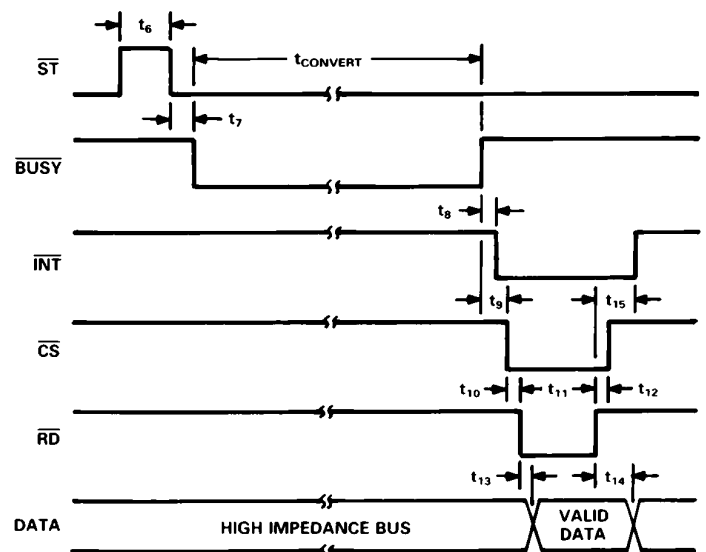 t6
ST
tCONVERT
t7
BUSY
t8
INT
t9
t15
CS
t10
t11
t12
RD
t13
t14
DATA
HIGH IMPEDANCE BUS
VALID
DATA